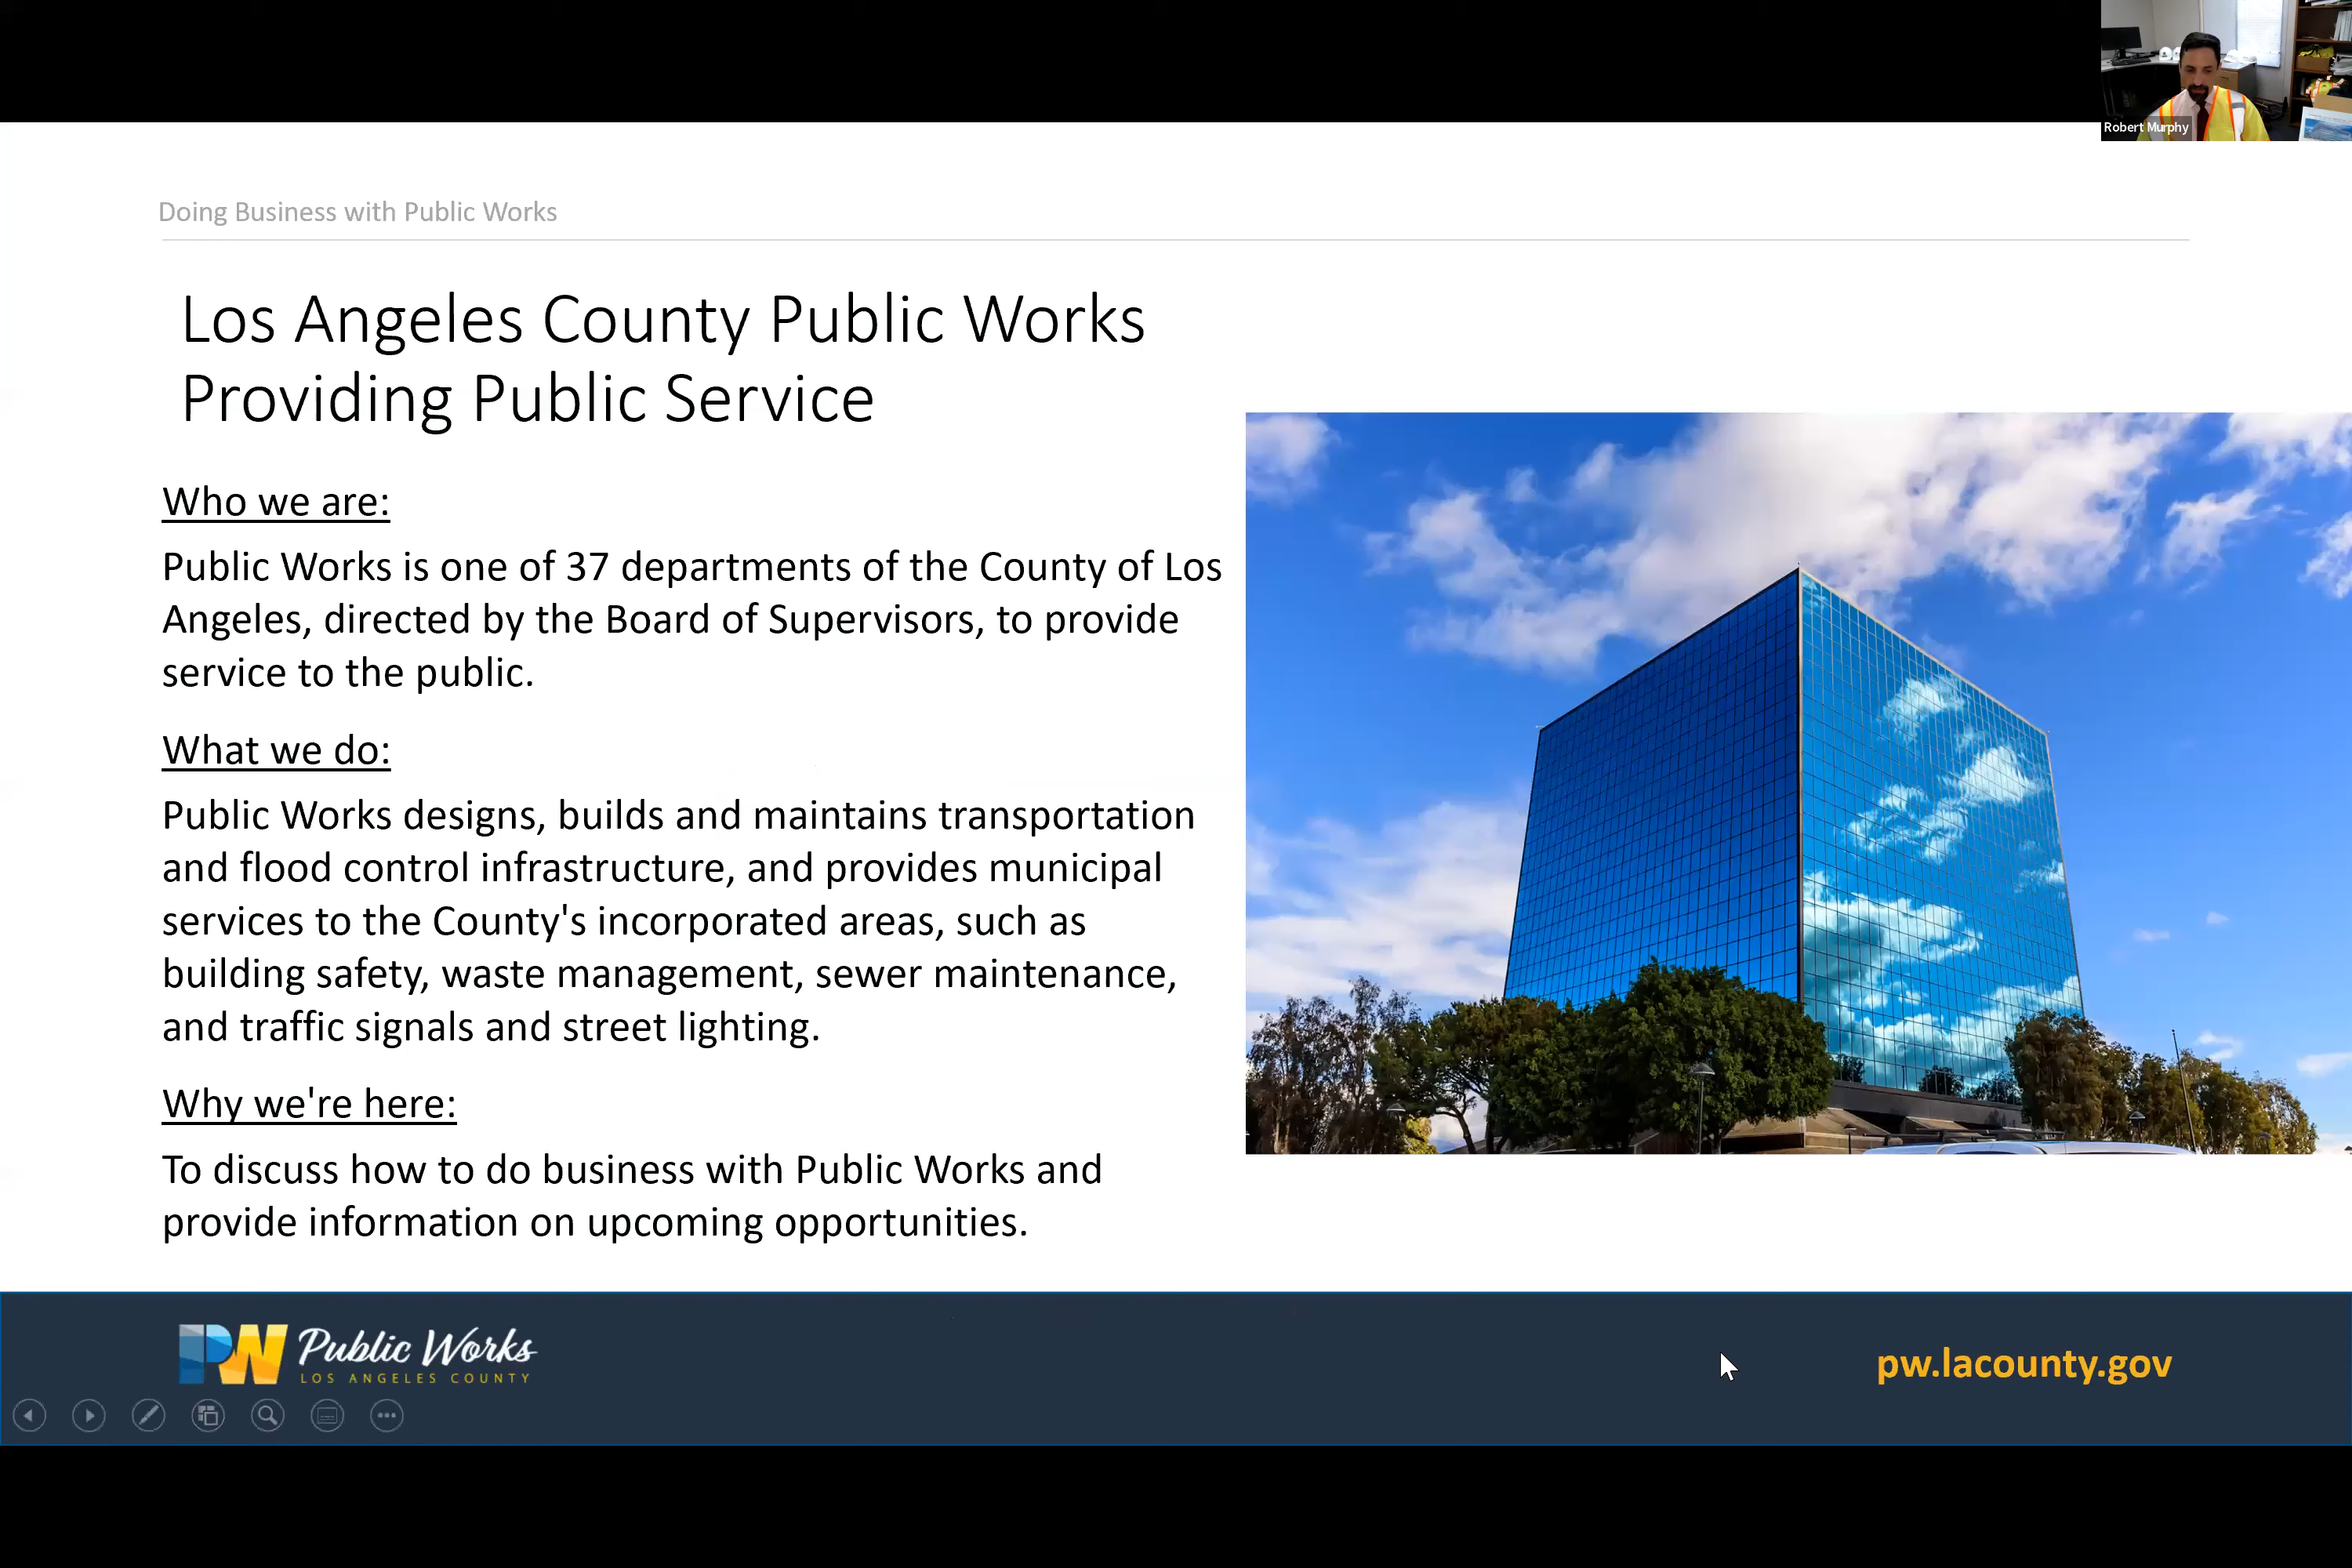 Robert Murphy
Doing Business with Public Works
Los Angeles County Public Works
Providing Public Service
Who we are:
Public Works is one of 37 departments of the County of Los
Angeles, directed by the Board of Supervisors, to provide
service to the public.
What we do:
Public Works designs, builds and maintains transportation
and flood control infrastructure, and provides municipal
services to the County's incorporated areas, such as
building safety, waste management, sewer maintenance,
and traffic signals and street lighting.
Why we're here:
To discuss how to do business with Public Works and
provide information on upcoming opportunities.
PW Public Works
LOS ANGELES COUNTY
pw.lacounty.gov